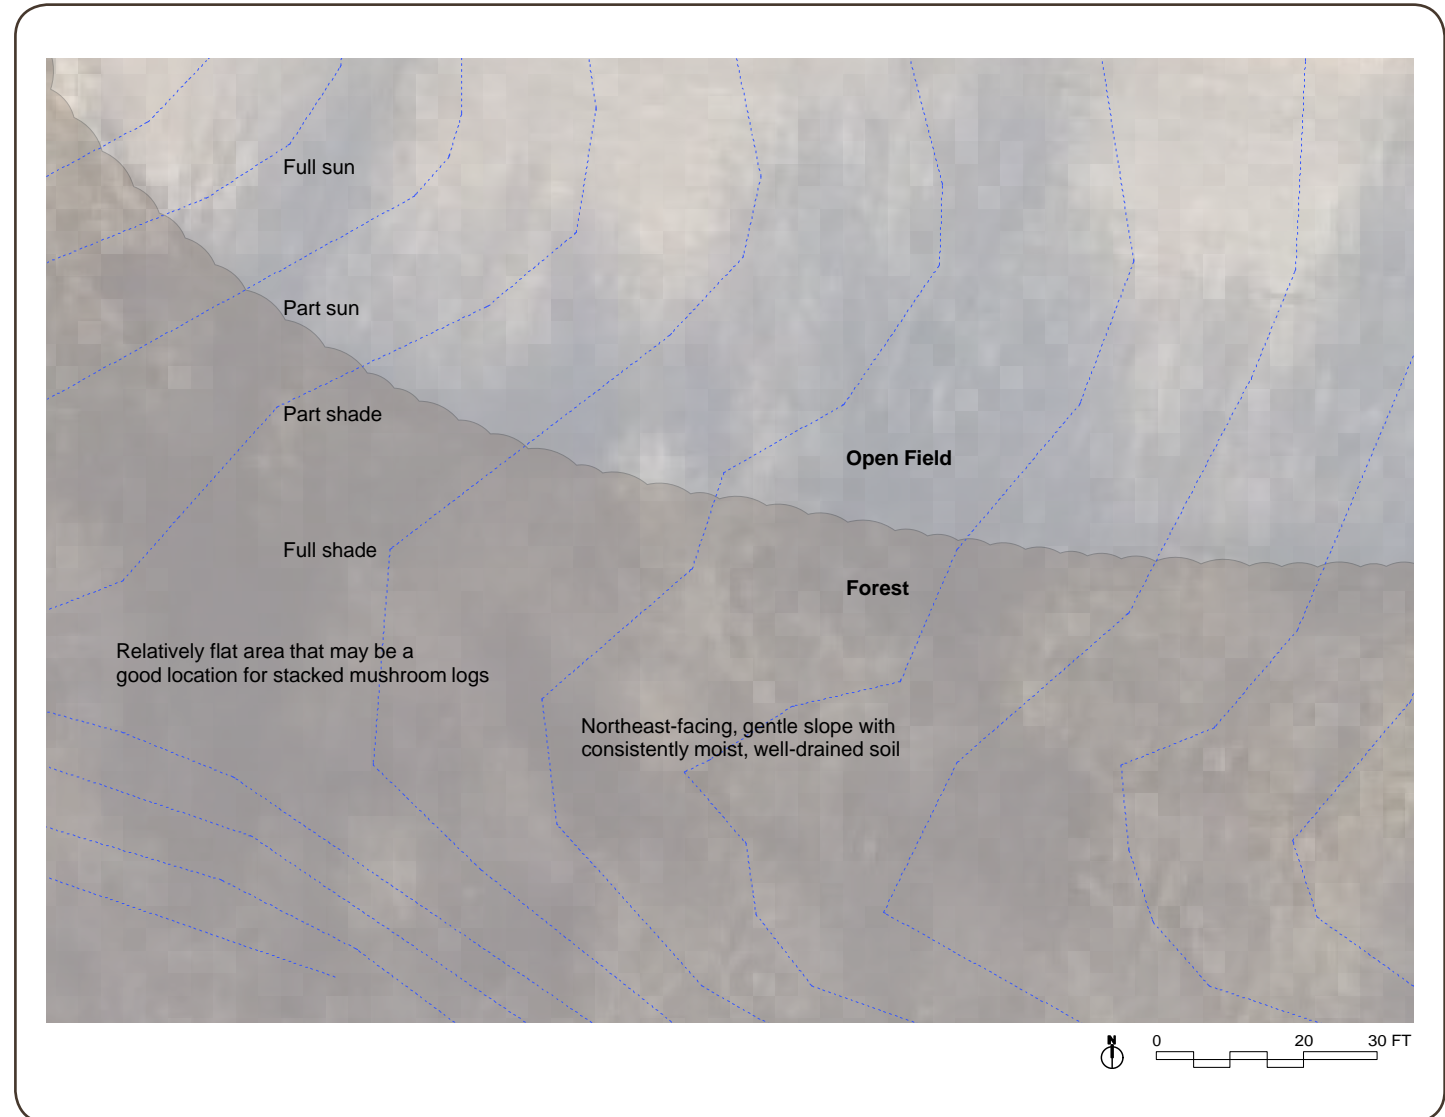 Full sun
Part sun
Part shade
Open Field
Full shade
Forest
Relatively flat area that may be a
good location for stacked mushroom logs
Northeast-facing, gentle slope with
consistently moist, well-drained soil
N
0 20 30 FT